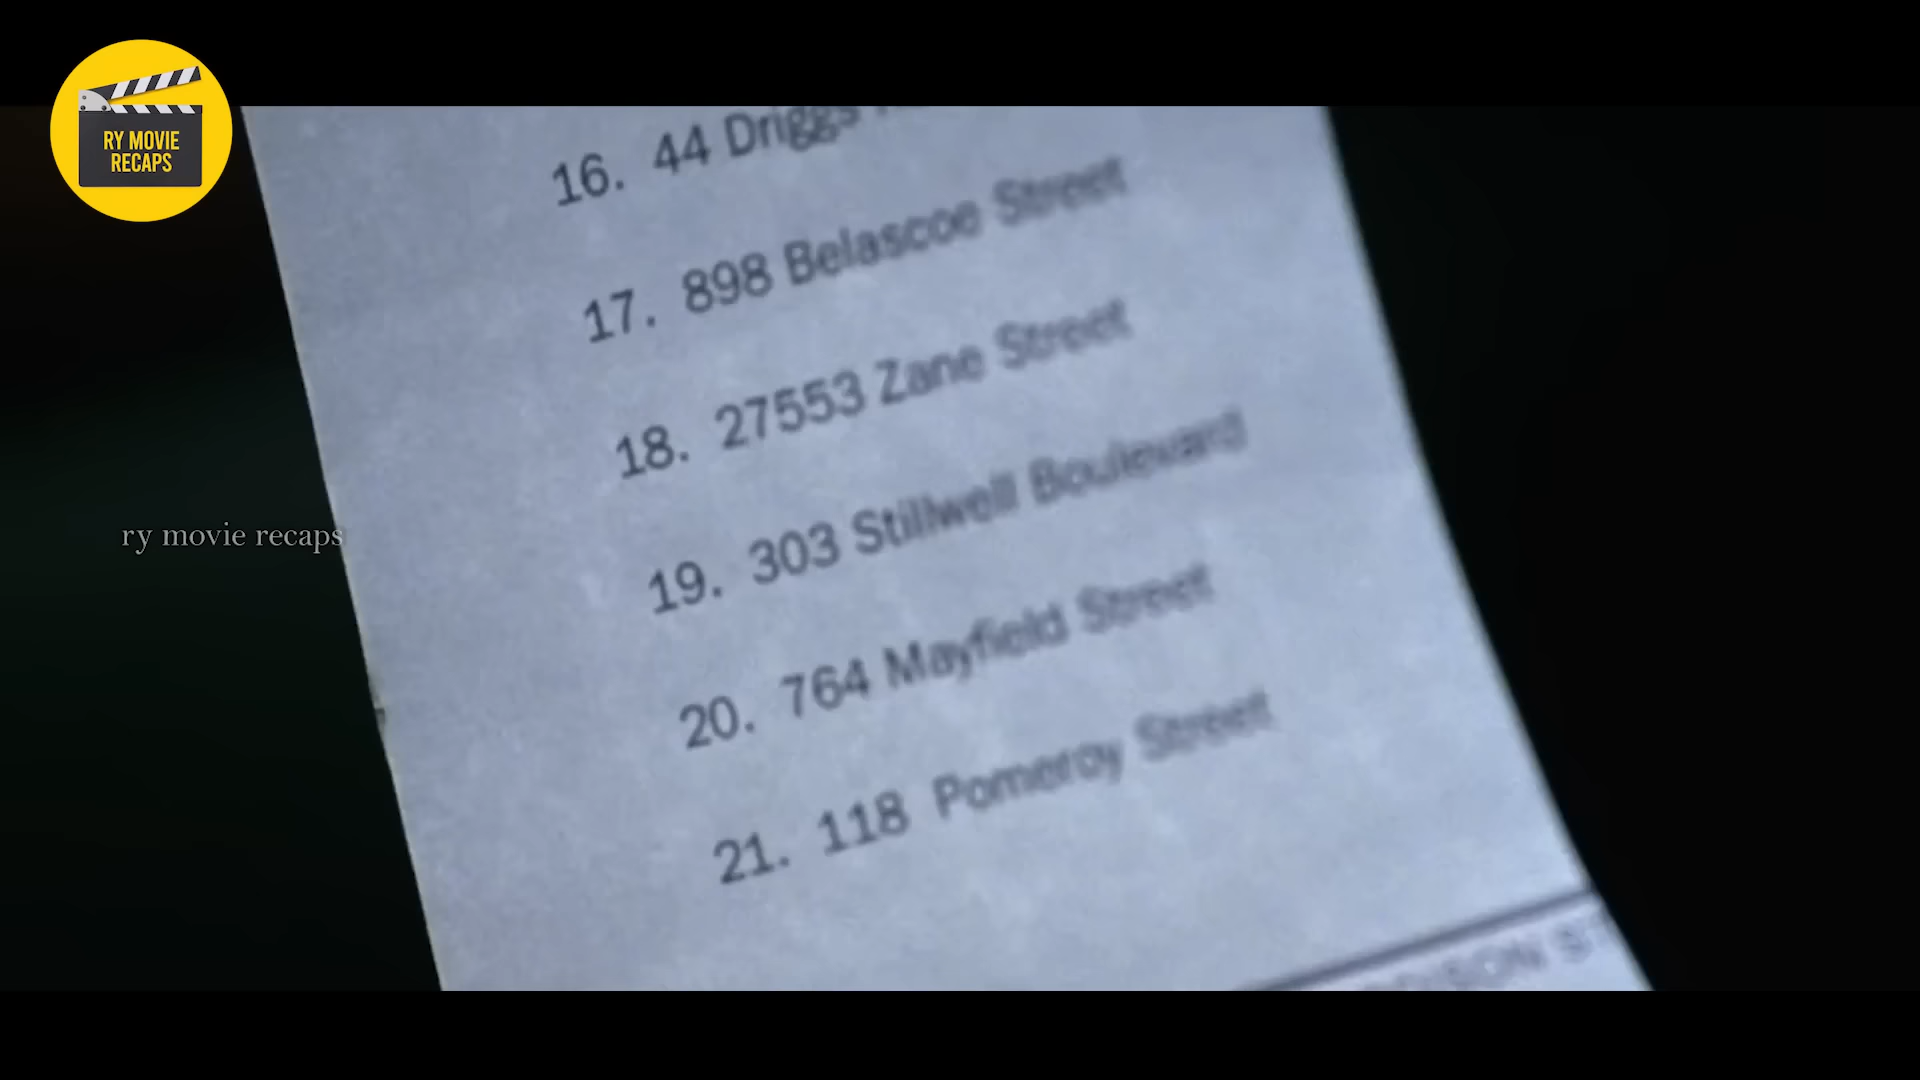 RY MOVIE
RECAPS
16. 44 Driggs
17. 898 Belascoe Street
18. 27553 Zane Street
ry movie recaps
19. 303 Stillwell Boulevard
20. 764 Mayfield Street
21. 118 Pomeroy Street